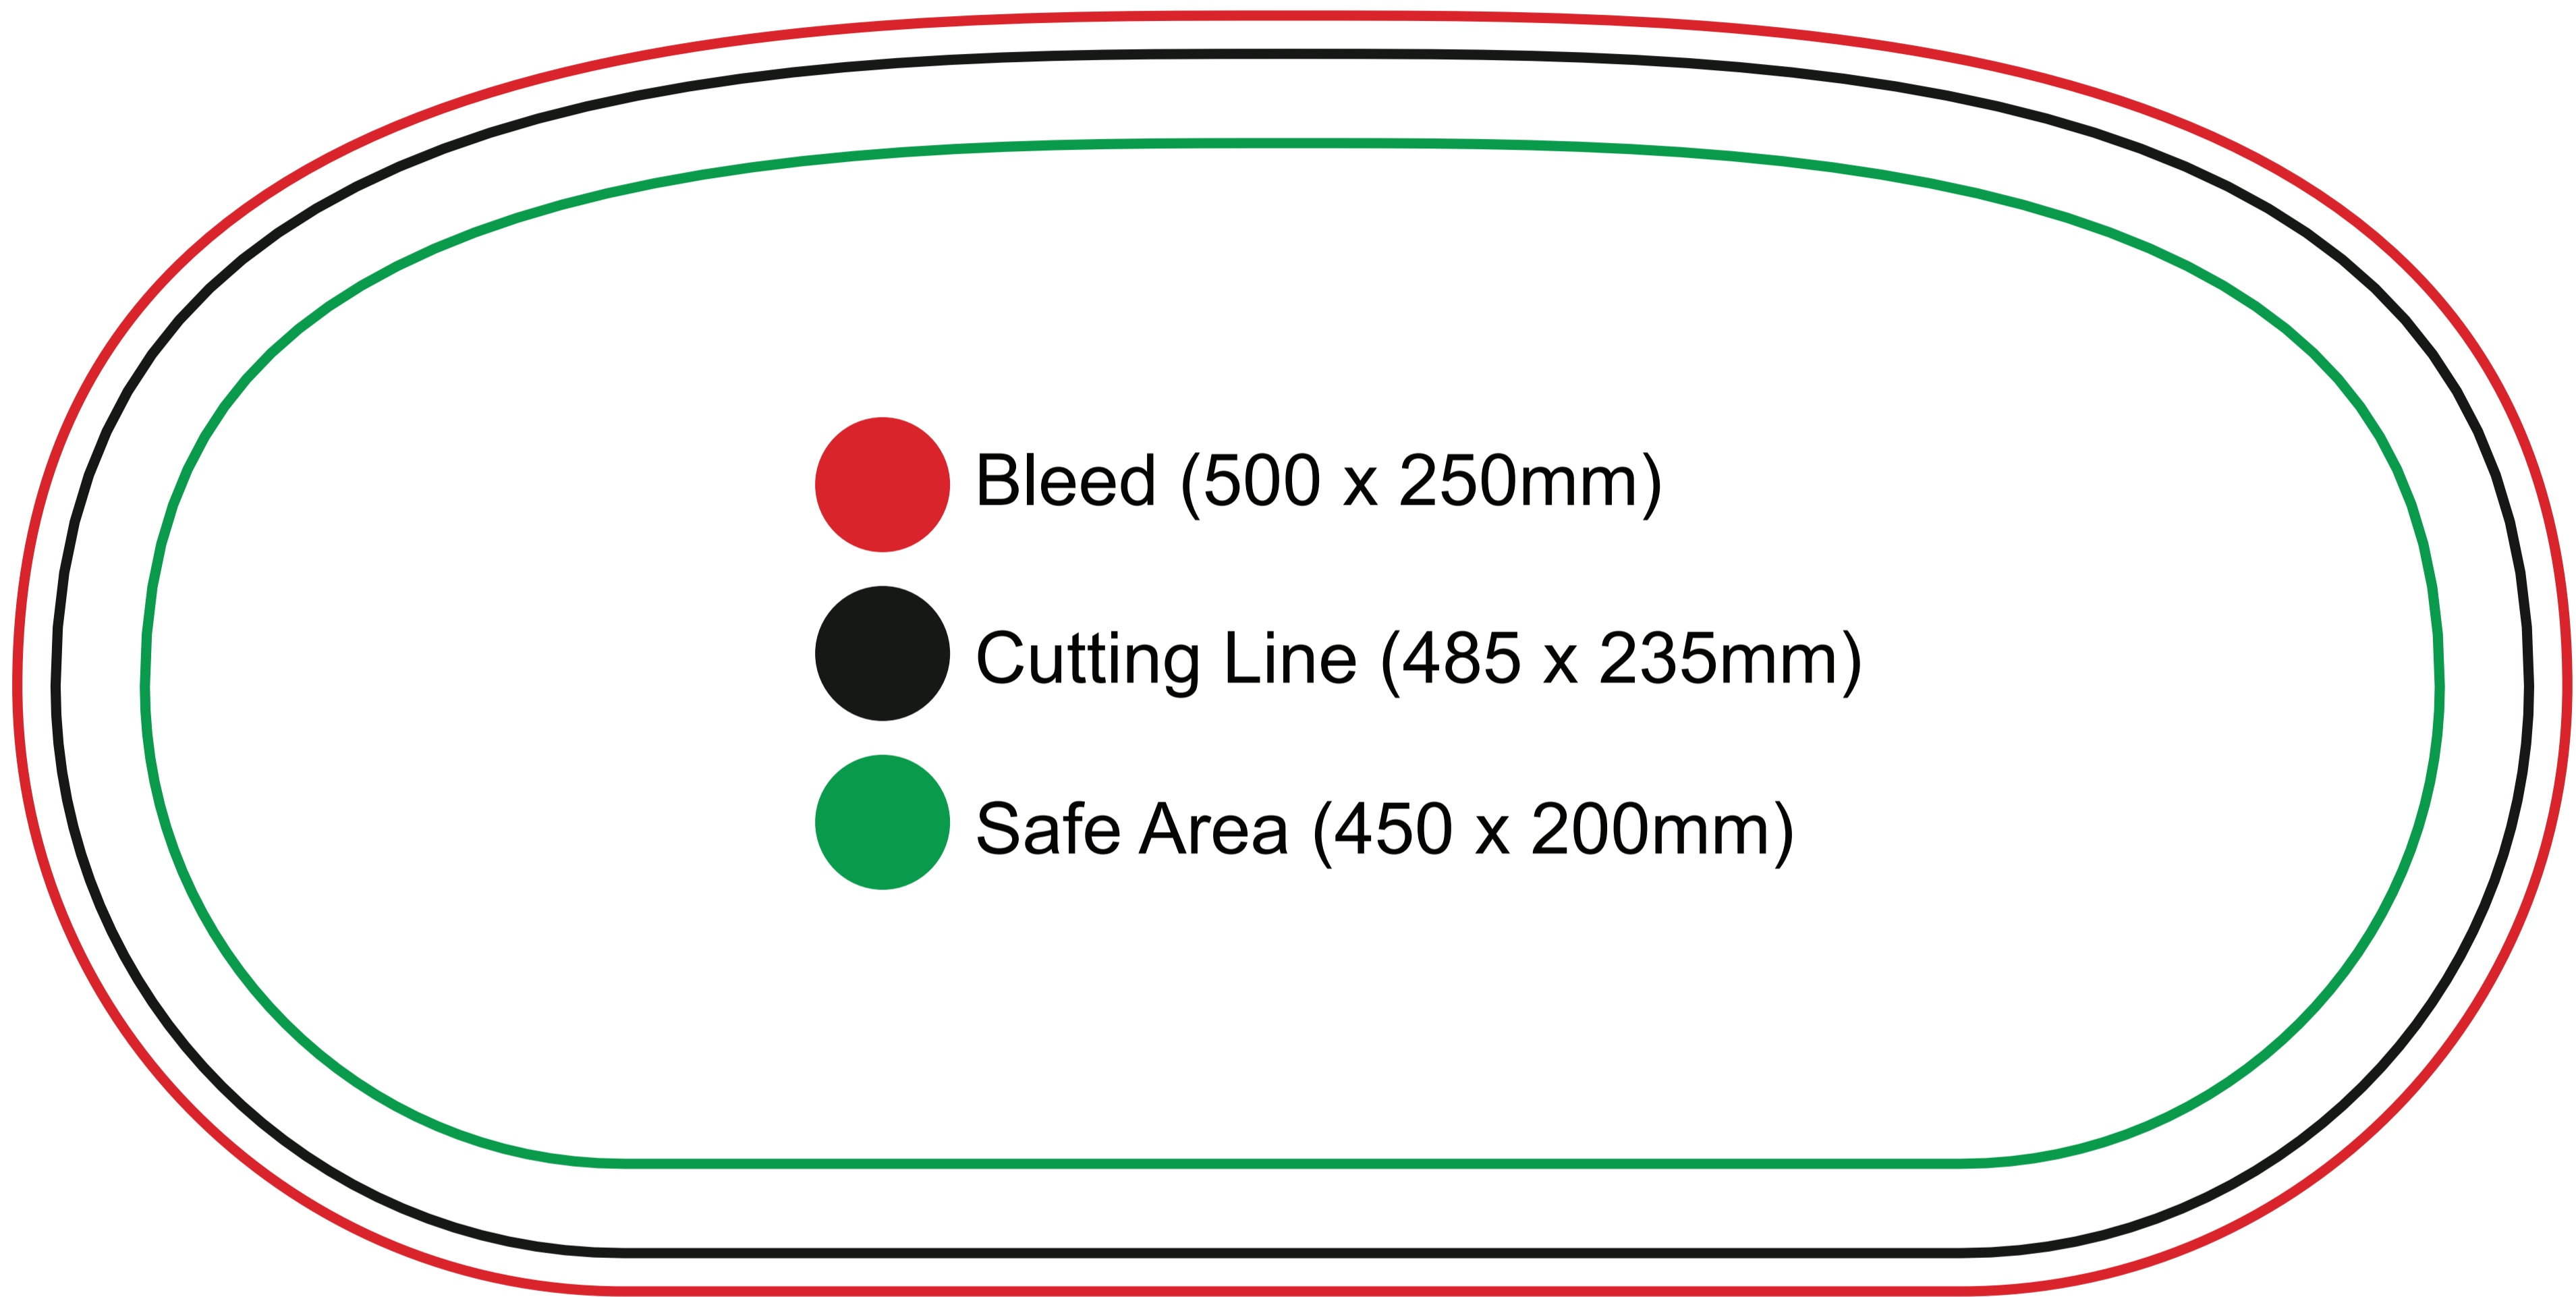 Bleed (500 x 250mm)
Cutting Line (485 x 235mm)
Safe Area (450 x 200mm)